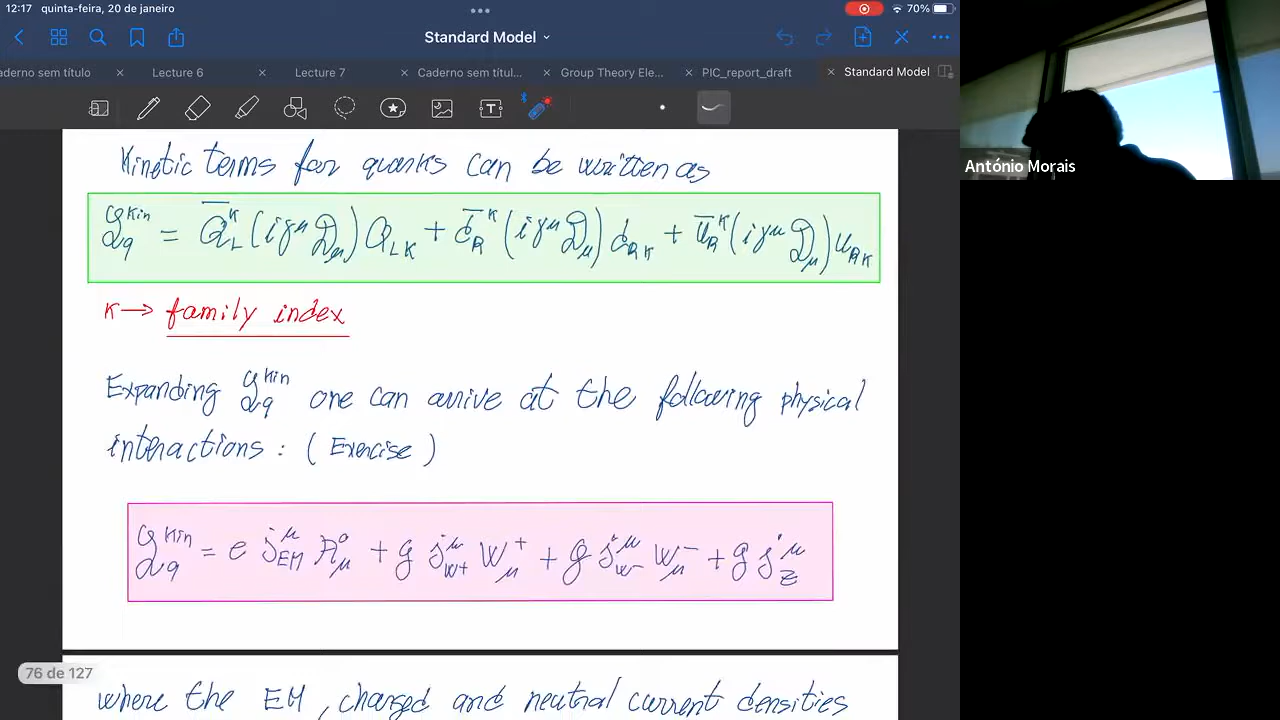 12:17 quinta-feira, 20 de janeiro
70%
Standard Model
aderno sem título
Lecture 6
Lecture 7
Caderno sem títul...
Group Theory Ele...
PIC_report_draft
Standard Model
António Morais
Kinetic terms for quarks can be written as
ℒ_q^kin = Q̄_L^k (iγ^μ 𝒟_μ) Q_Lk + d̄_R^k (iγ^μ 𝒟_μ) d_Rk + ū_R^k (iγ^μ 𝒟_μ) u_Rk
k → family index
Expanding ℒ_q^kin one can arrive at the following physical
interactions : (Exercise)
ℒ_q^kin = e j_EM^μ A_μ^0 + g j_W+^μ W_μ^+ + g j_W-^μ W_μ^- + g j_Z^μ
76 de 127
where the EM, charged and neutral current densities